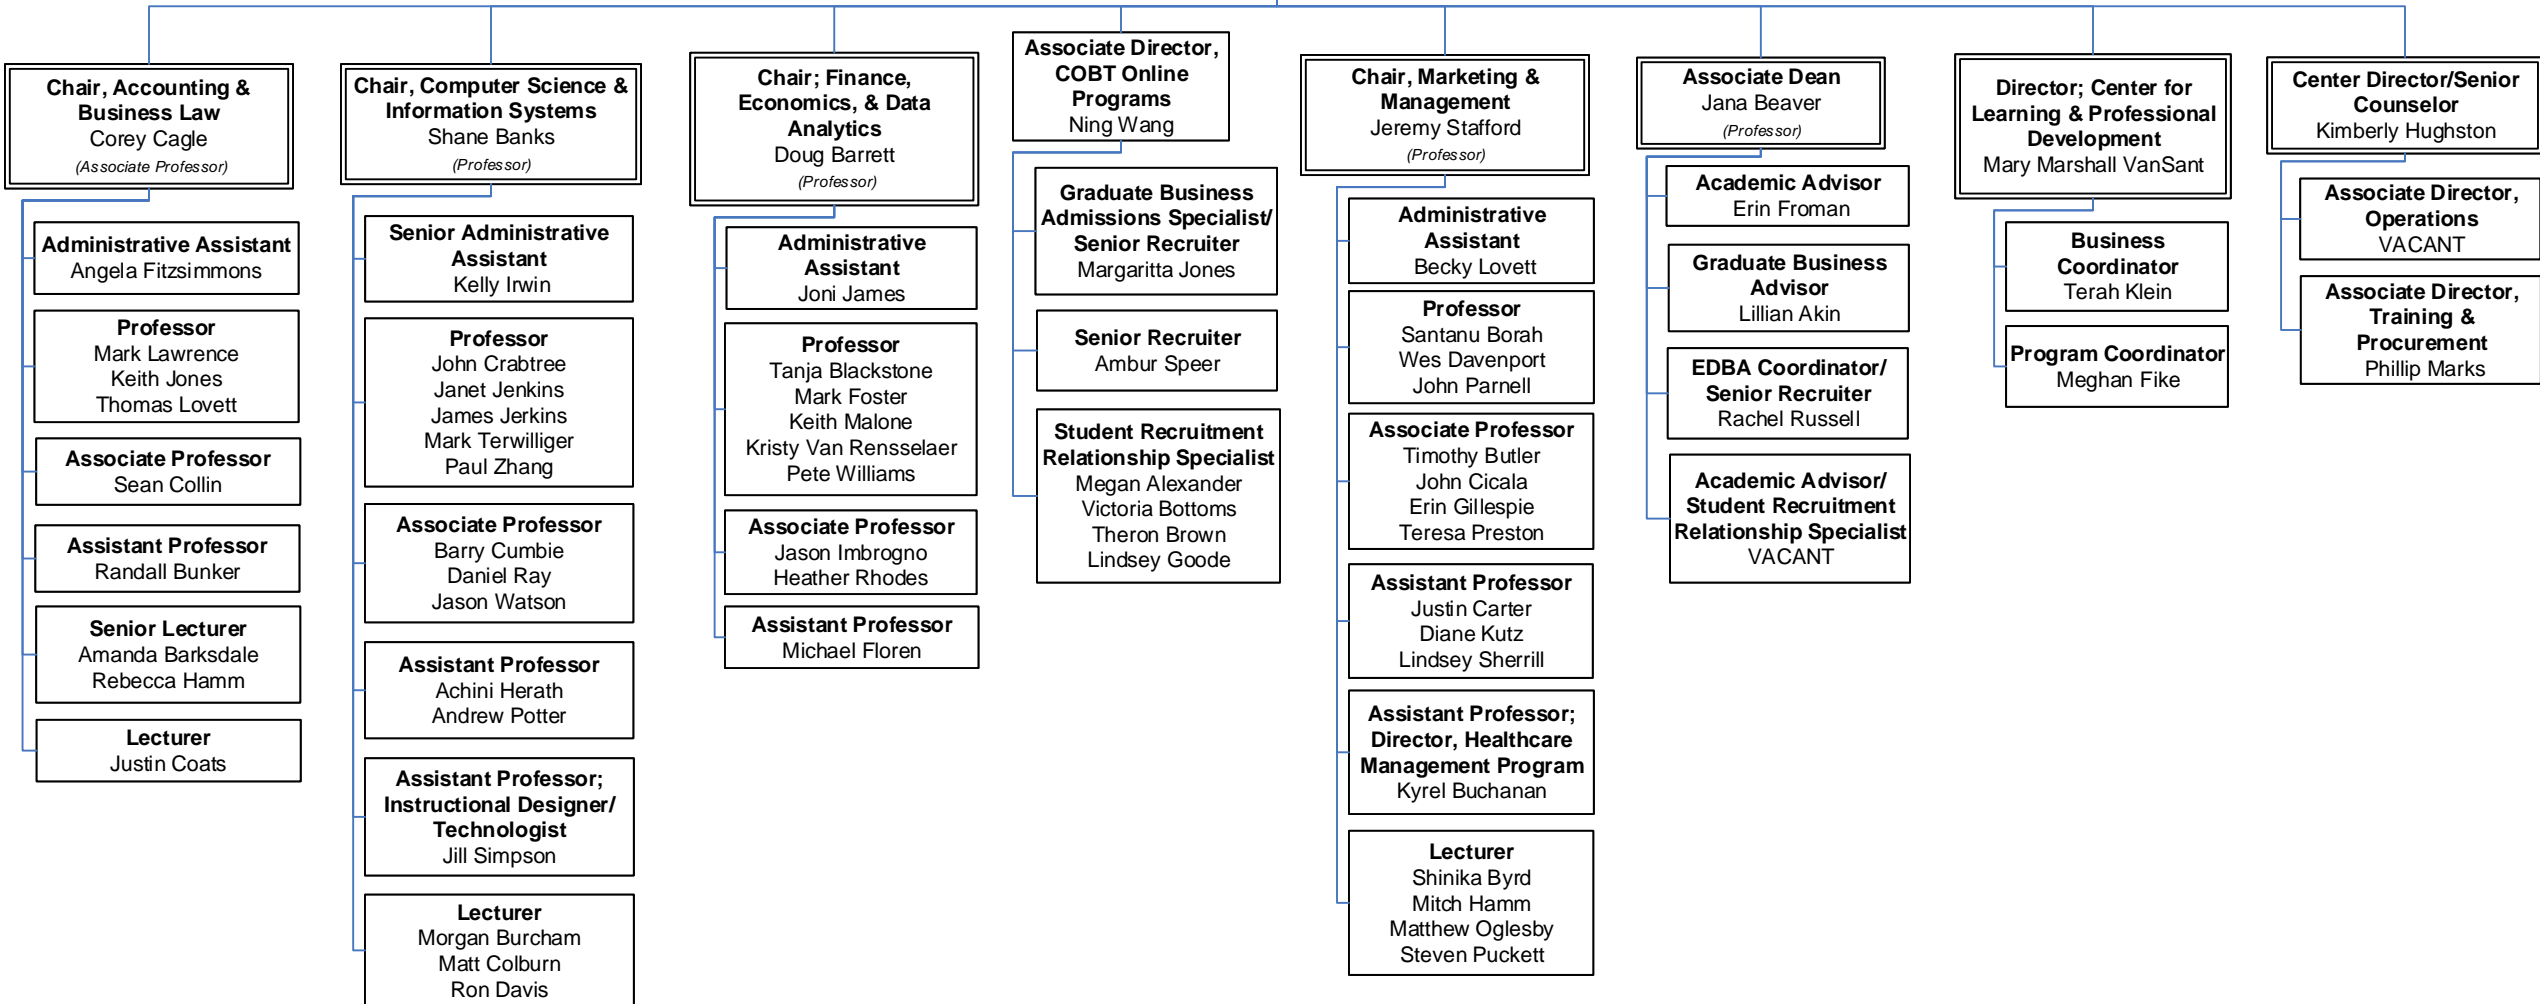 Chair, Accounting &
Business Law
Corey Cagle
(Associate Professor)
Administrative Assistant
Angela Fitzsimmons
Professor
Mark Lawrence
Keith Jones
Thomas Lovett
Associate Professor
Sean Collin
Assistant Professor
Randall Bunker
Senior Lecturer
Amanda Barksdale
Rebecca Hamm
Lecturer
Justin Coats
Chair, Computer Science &
Information Systems
Shane Banks
(Professor)
Senior Administrative
Assistant
Kelly Irwin
Professor
John Crabtree
Janet Jenkins
James Jerkins
Mark Terwilliger
Paul Zhang
Associate Professor
Barry Cumbie
Daniel Ray
Jason Watson
Assistant Professor
Achini Herath
Andrew Potter
Assistant Professor;
Instructional Designer/
Technologist
Jill Simpson
Lecturer
Morgan Burcham
Matt Colburn
Ron Davis
Chair; Finance,
Economics, & Data
Analytics
Doug Barrett
(Professor)
Administrative
Assistant
Joni James
Professor
Tanja Blackstone
Mark Foster
Keith Malone
Kristy Van Rensselaer
Pete Williams
Associate Professor
Jason Imbrogno
Heather Rhodes
Assistant Professor
Michael Floren
Associate Director,
COBT Online
Programs
Ning Wang
Graduate Business
Admissions Specialist/
Senior Recruiter
Margaritta Jones
Senior Recruiter
Ambur Speer
Student Recruitment
Relationship Specialist
Megan Alexander
Victoria Bottoms
Theron Brown
Lindsey Goode
Chair, Marketing &
Management
Jeremy Stafford
(Professor)
Administrative
Assistant
Becky Lovett
Professor
Santanu Borah
Wes Davenport
John Parnell
Associate Professor
Timothy Butler
John Cicala
Erin Gillespie
Teresa Preston
Assistant Professor
Justin Carter
Diane Kutz
Lindsey Sherrill
Assistant Professor;
Director, Healthcare
Management Program
Kyrel Buchanan
Lecturer
Shinika Byrd
Mitch Hamm
Matthew Oglesby
Steven Puckett
Associate Dean
Jana Beaver
(Professor)
Academic Advisor
Erin Froman
Graduate Business
Advisor
Lillian Akin
EDBA Coordinator/
Senior Recruiter
Rachel Russell
Academic Advisor/
Student Recruitment
Relationship Specialist
VACANT
Director; Center for
Learning & Professional
Development
Mary Marshall VanSant
Business
Coordinator
Terah Klein
Program Coordinator
Meghan Fike
Center Director/Senior
Counselor
Kimberly Hughston
Associate Director,
Operations
VACANT
Associate Director,
Training &
Procurement
Phillip Marks